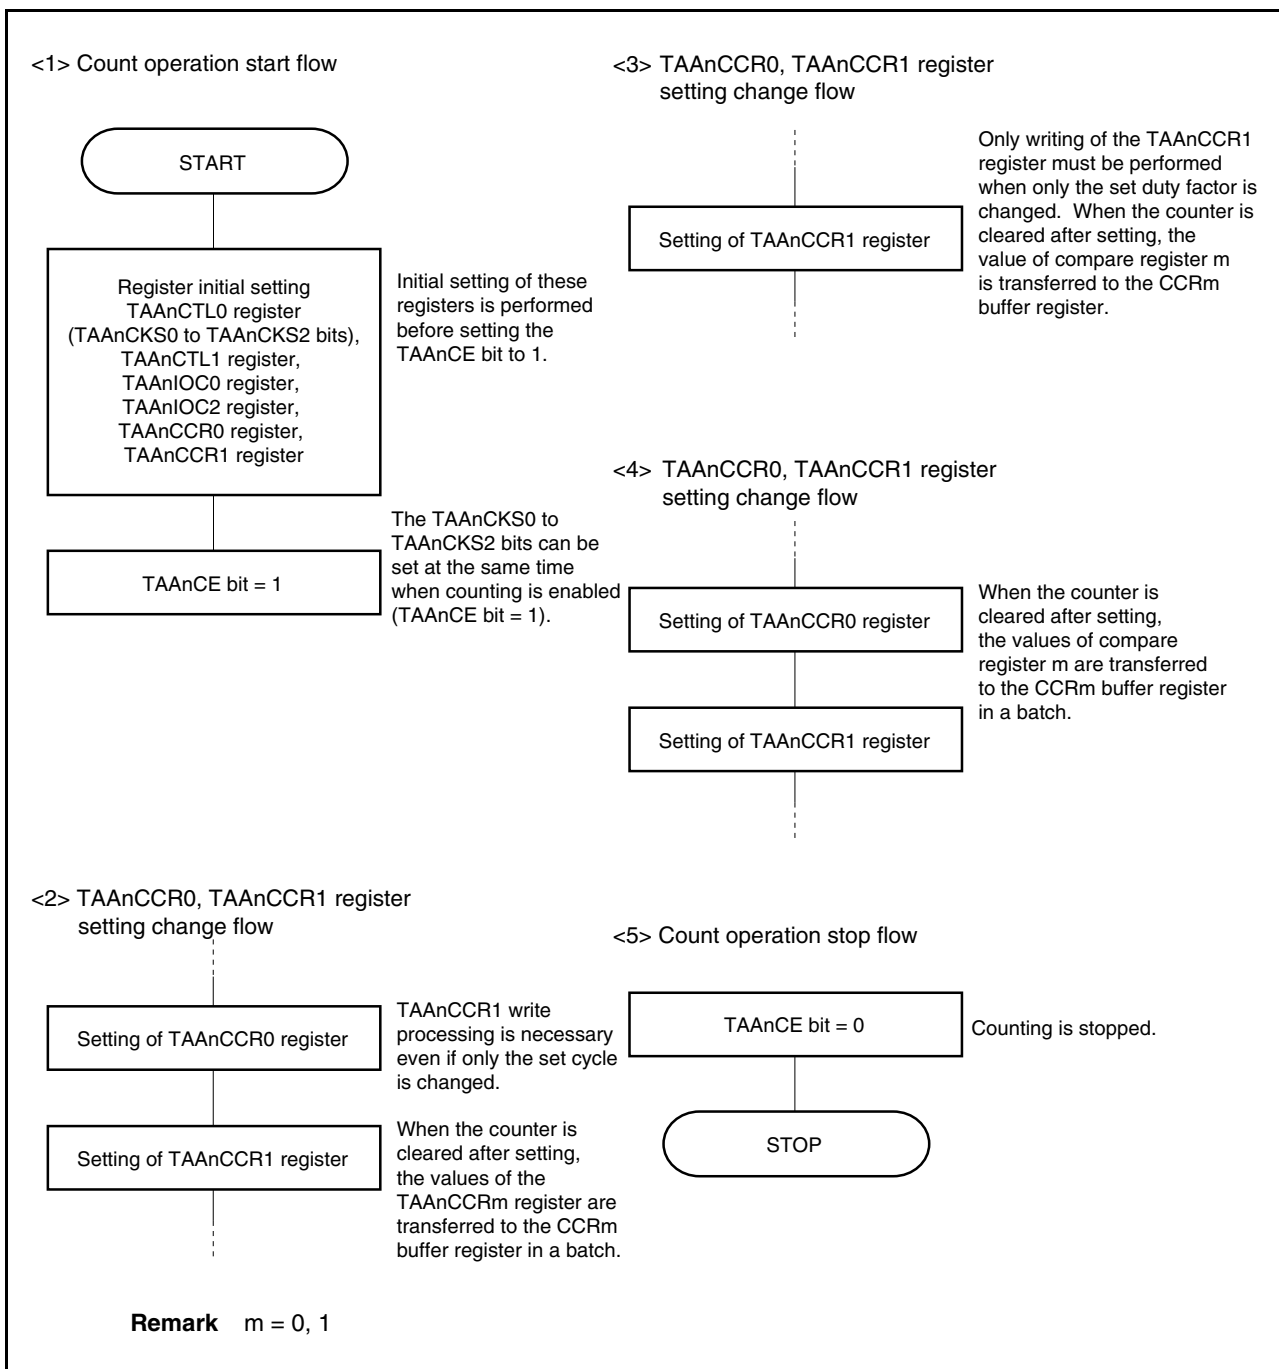 <1> Count operation start flow
START
Register initial setting
TAAnCTL0 register
(TAAnCKS0 to TAAnCKS2 bits),
TAAnCTL1 register,
TAAnIOC0 register,
TAAnIOC2 register,
TAAnCCR0 register,
TAAnCCR1 register
Initial setting of these
registers is performed
before setting the
TAAnCE bit to 1.
TAAnCE bit = 1
The TAAnCKS0 to
TAAnCKS2 bits can be
set at the same time
when counting is enabled
(TAAnCE bit = 1).
<2> TAAnCCR0, TAAnCCR1 register
setting change flow
Setting of TAAnCCR0 register
TAAnCCR1 write
processing is necessary
even if only the set cycle
is changed.
Setting of TAAnCCR1 register
When the counter is
cleared after setting,
the values of the
TAAnCCRm register are
transferred to the CCRm
buffer register in a batch.
<3> TAAnCCR0, TAAnCCR1 register
setting change flow
Setting of TAAnCCR1 register
Only writing of the TAAnCCR1
register must be performed
when only the set duty factor is
changed. When the counter is
cleared after setting, the
value of compare register m
is transferred to the CCRm
buffer register.
<4> TAAnCCR0, TAAnCCR1 register
setting change flow
Setting of TAAnCCR0 register
When the counter is
cleared after setting,
the values of compare
register m are transferred
to the CCRm buffer register
in a batch.
Setting of TAAnCCR1 register
<5> Count operation stop flow
TAAnCE bit = 0
Counting is stopped.
STOP
Remark m = 0, 1